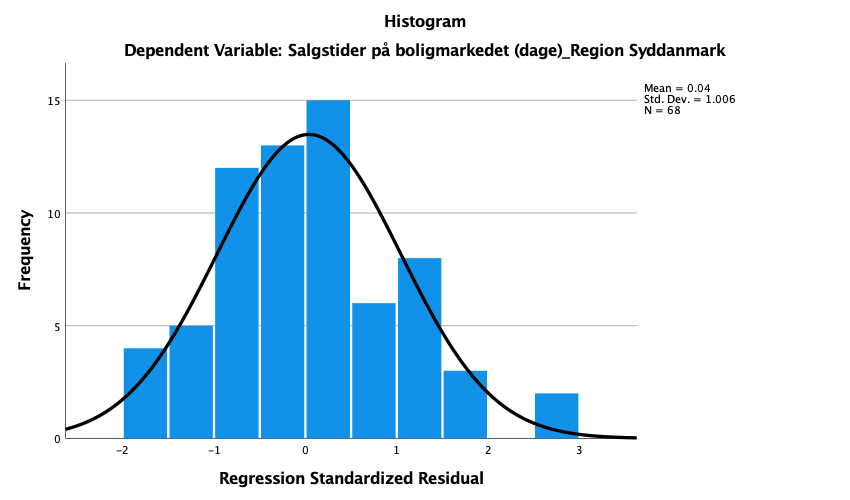 Histogram
Dependent Variable: Salgstider på boligmarkedet (dage)_Region Syddanmark
Mean = 0.04
Std. Dev. = 1.006
N = 68
Frequency
15
10
5
0
-2 -1 0 1 2 3
Regression Standardized Residual